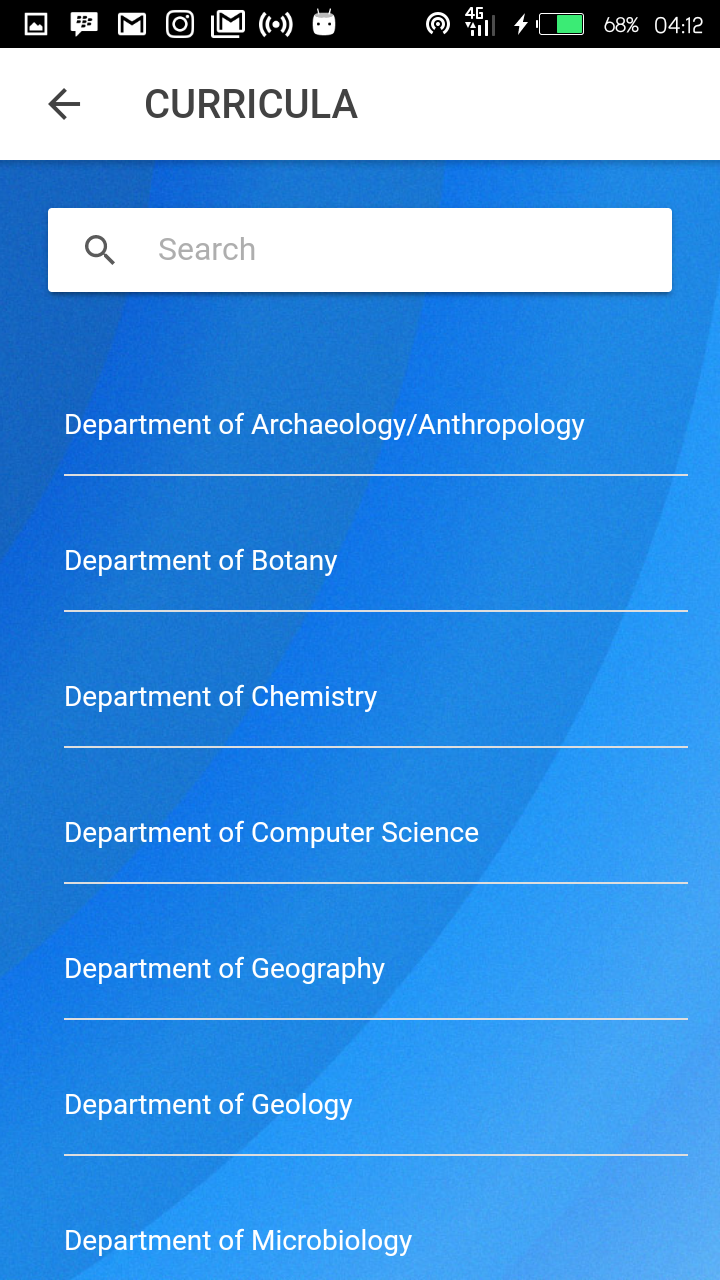 4G 68% 04:12
CURRICULA
Search
Department of Archaeology/Anthropology
Department of Botany
Department of Chemistry
Department of Computer Science
Department of Geography
Department of Geology
Department of Microbiology